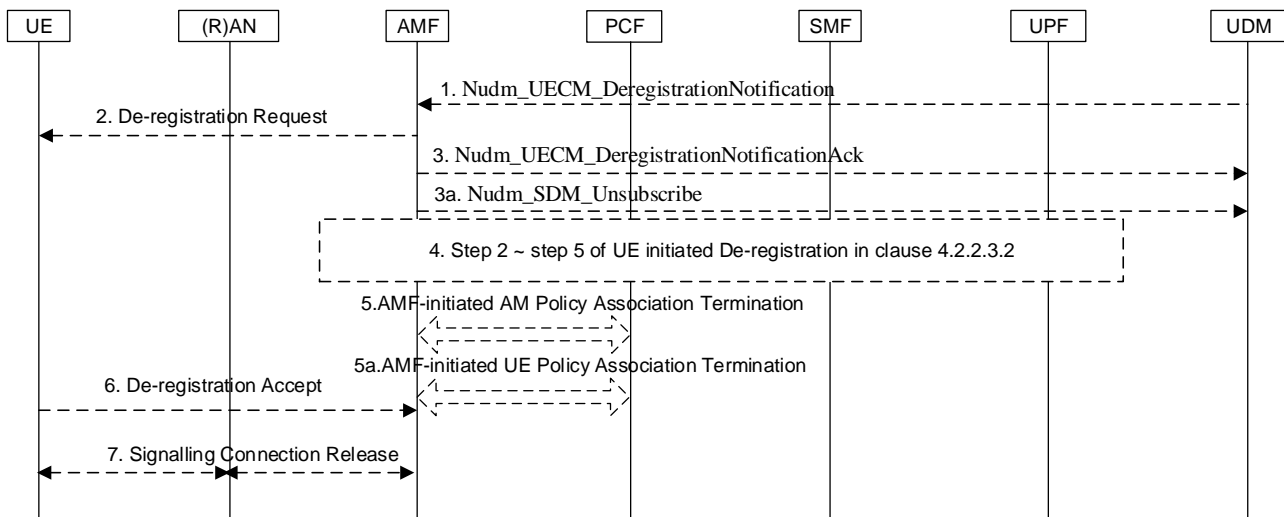 UE
(R)AN
AMF
PCF
SMF
UPF
UDM
1. Nudm_UECM_DeregistrationNotification
2. De-registration Request
3. Nudm_UECM_DeregistrationNotificationAck
3a. Nudm_SDM_Unsubscribe
4. Step 2 ~ step 5 of UE initiated De-registration in clause 4.2.2.3.2
5.AMF-initiated AM Policy Association Termination
5a.AMF-initiated UE Policy Association Termination
6. De-registration Accept
7. Signalling Connection Release